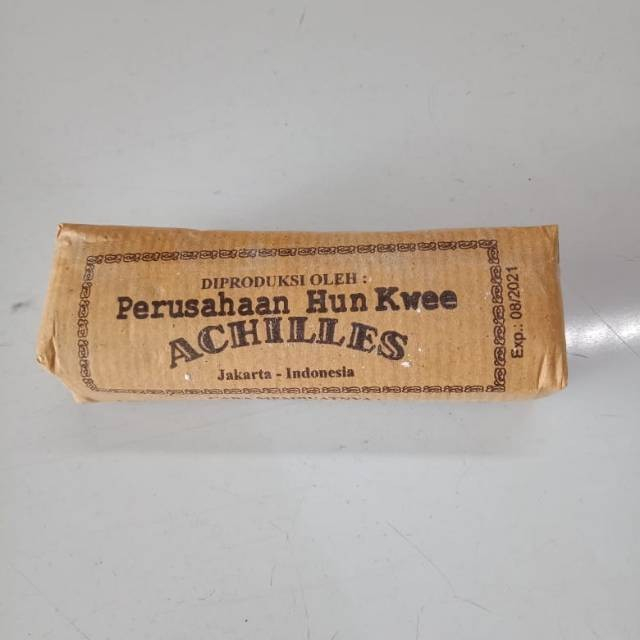 DIPRODUKSI OLEH :
Perusahaan Hun Kwee
ACHILLES
Jakarta - Indonesia
Exp.: 08/2021